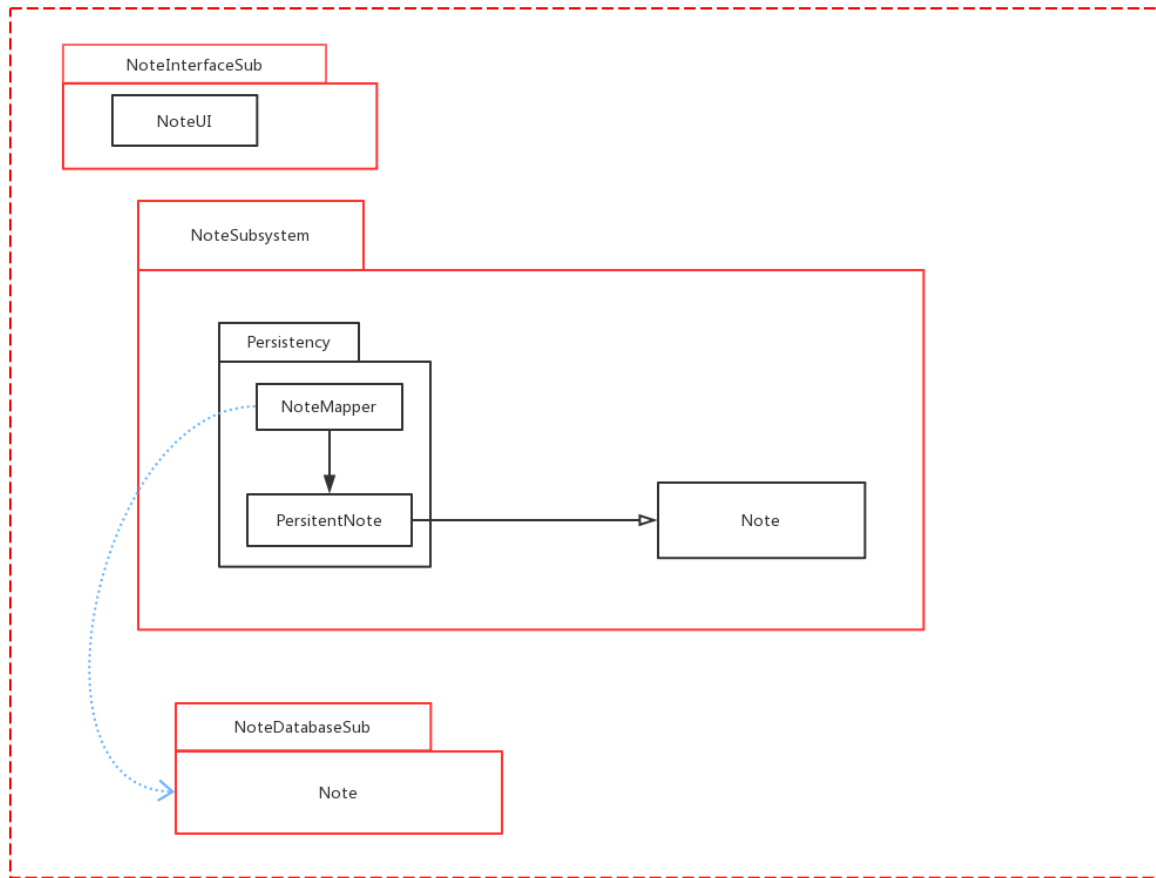 NoteInterfaceSub
NoteUI
NoteSubsystem
Persistency
NoteMapper
PersitentNote
Note
NoteDatabaseSub
Note